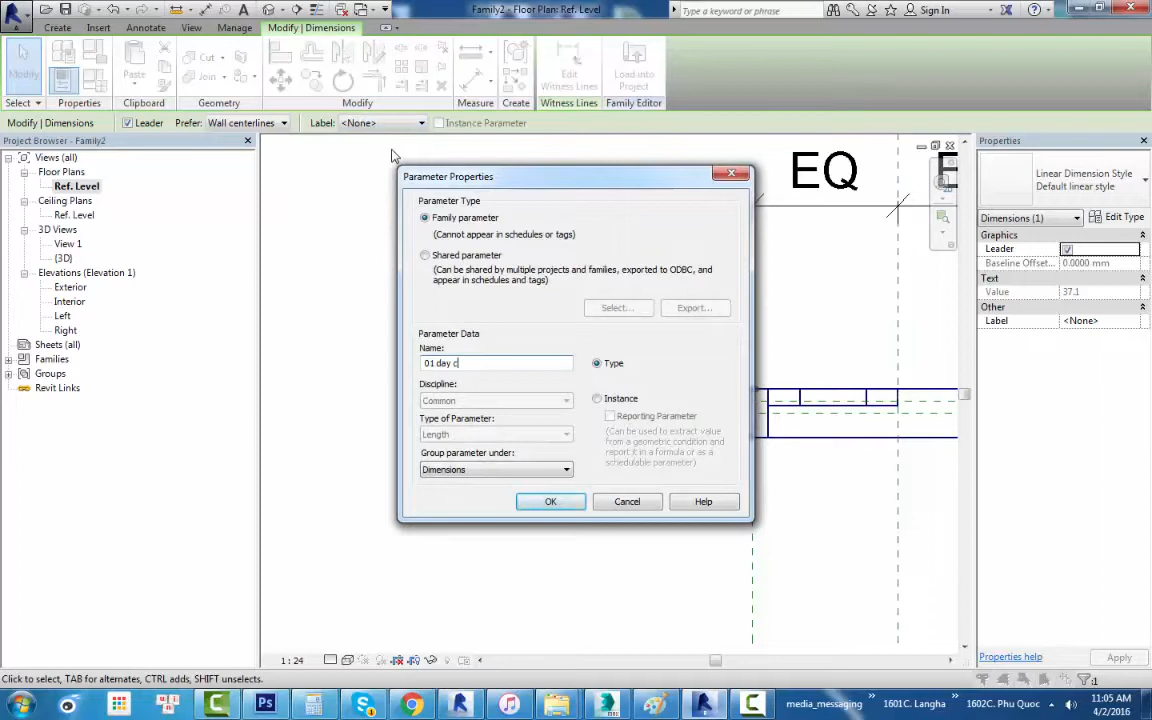 Family2 - Floor Plan: Ref. Level
Type a keyword or phrase
Sign In
Create
Insert
Annotate
View
Manage
Modify | Dimensions
Modify
Paste
Cut
Join
Edit
Witness Lines
Load into
Project
Select
Properties
Clipboard
Geometry
Modify
Measure
Create
Witness Lines
Family Editor
Modify | Dimensions
Leader
Prefer:
Wall centerlines
Label:
<None>
Instance Parameter
Project Browser - Family2
Views (all)
Floor Plans
Ref. Level
Ceiling Plans
Ref. Level
3D Views
View 1
{3D}
Elevations (Elevation 1)
Exterior
Interior
Left
Right
Sheets (all)
Families
Groups
Revit Links
EQ
Parameter Properties
Parameter Type
Family parameter
(Cannot appear in schedules or tags)
Shared parameter
(Can be shared by multiple projects and families, exported to ODBC, and
appear in schedules and tags)
Select...
Export...
Parameter Data
Name:
01 day c
Type
Discipline:
Common
Instance
Reporting Parameter
Type of Parameter:
Length
(Can be used to extract value
from a geometric condition and
report it in a formula or as a
schedulable parameter)
Group parameter under:
Dimensions
OK
Cancel
Help
Properties
Linear Dimension Style
Default linear style
Dimensions (1)
Edit Type
Graphics
Leader
Baseline Offset...
0.0000 mm
Text
Value
37.1
Other
Label
<None>
Properties help
Apply
1 : 24
Click to select, TAB for alternates, CTRL adds, SHIFT unselects.
:1
media_messaging
1601C. Langha
1602C. Phu Quoc
11:05 AM
4/2/2016